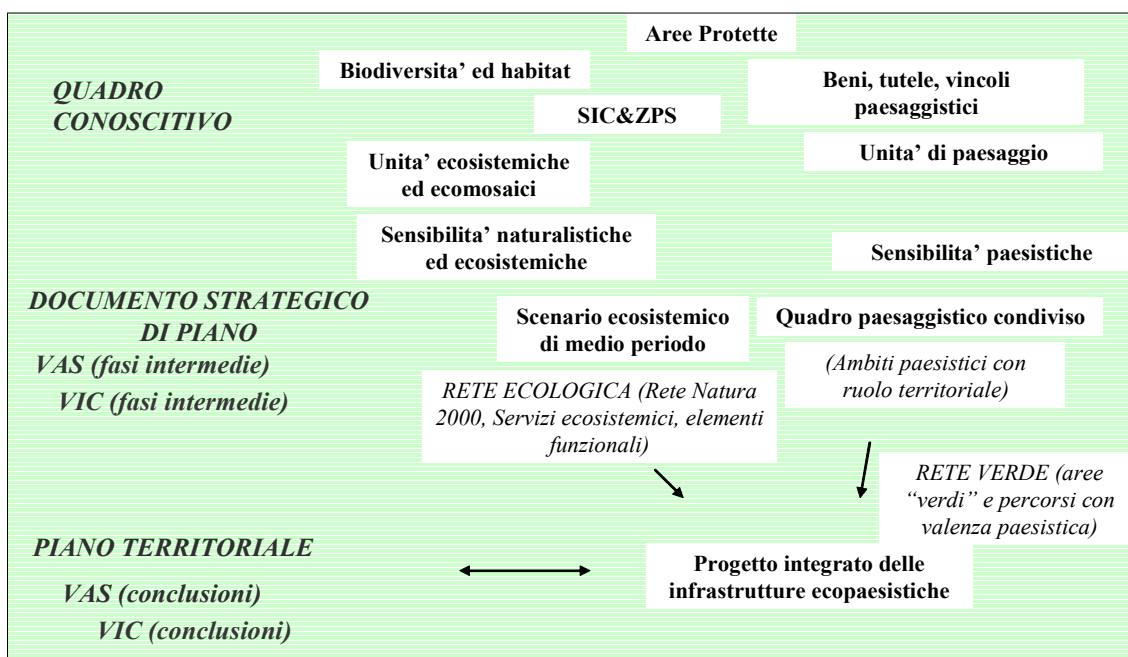 Aree Protette
Biodiversita’ ed habitat
Beni, tutele, vincoli
paesaggistici
QUADRO
CONOSCITIVO
SIC&ZPS
Unita’ di paesaggio
Unita’ ecosistemiche
ed ecomosaici
Sensibilita’ naturalistiche
ed ecosistemiche
Sensibilita’ paesistiche
DOCUMENTO STRATEGICO
DI PIANO
VAS (fasi intermedie)
VIC (fasi intermedie)
Scenario ecosistemico
di medio periodo
Quadro paesaggistico condiviso
(Ambiti paesistici con
ruolo territoriale)
RETE ECOLOGICA (Rete Natura
2000, Servizi ecosistemici, elementi
funzionali)
RETE VERDE (aree
“verdi” e percorsi con
valenza paesistica)
PIANO TERRITORIALE
VAS (conclusioni)
VIC (conclusioni)
Progetto integrato delle
infrastrutture ecopaesistiche